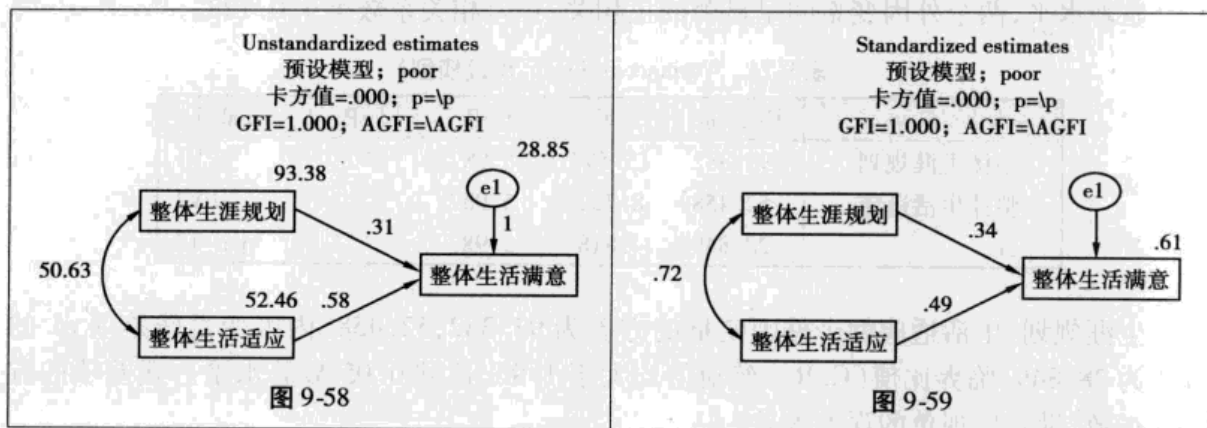 Unstandardized estimates
预设模型；poor
卡方值=.000；p=\p
GFI=1.000；AGFI=\AGFI
28.85
93.38
e1
整体生涯规划
.31
1
50.63
整体生活满意
52.46
.58
整体生活适应
图 9-58
Standardized estimates
预设模型；poor
卡方值=.000；p=\p
GFI=1.000；AGFI=\AGFI
e1
整体生涯规划
.34
.61
.72
整体生活满意
.49
整体生活适应
图 9-59